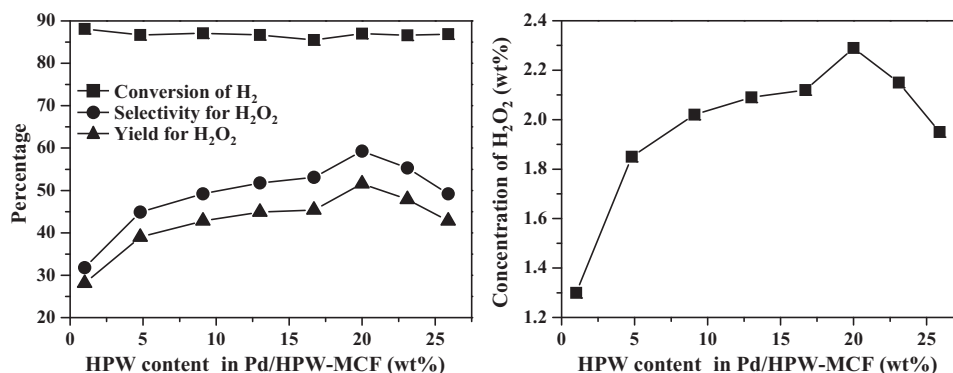 90
80
70
60
50
40
30
20
Percentage
Conversion of H₂
Selectivity for H₂O₂
Yield for H₂O₂
0 5 10 15 20 25
HPW content in Pd/HPW-MCF (wt%)
2.4
2.2
2.0
1.8
1.6
1.4
1.2
Concentration of H₂O₂ (wt%)
0 5 10 15 20 25
HPW content in Pd/HPW-MCF (wt%)